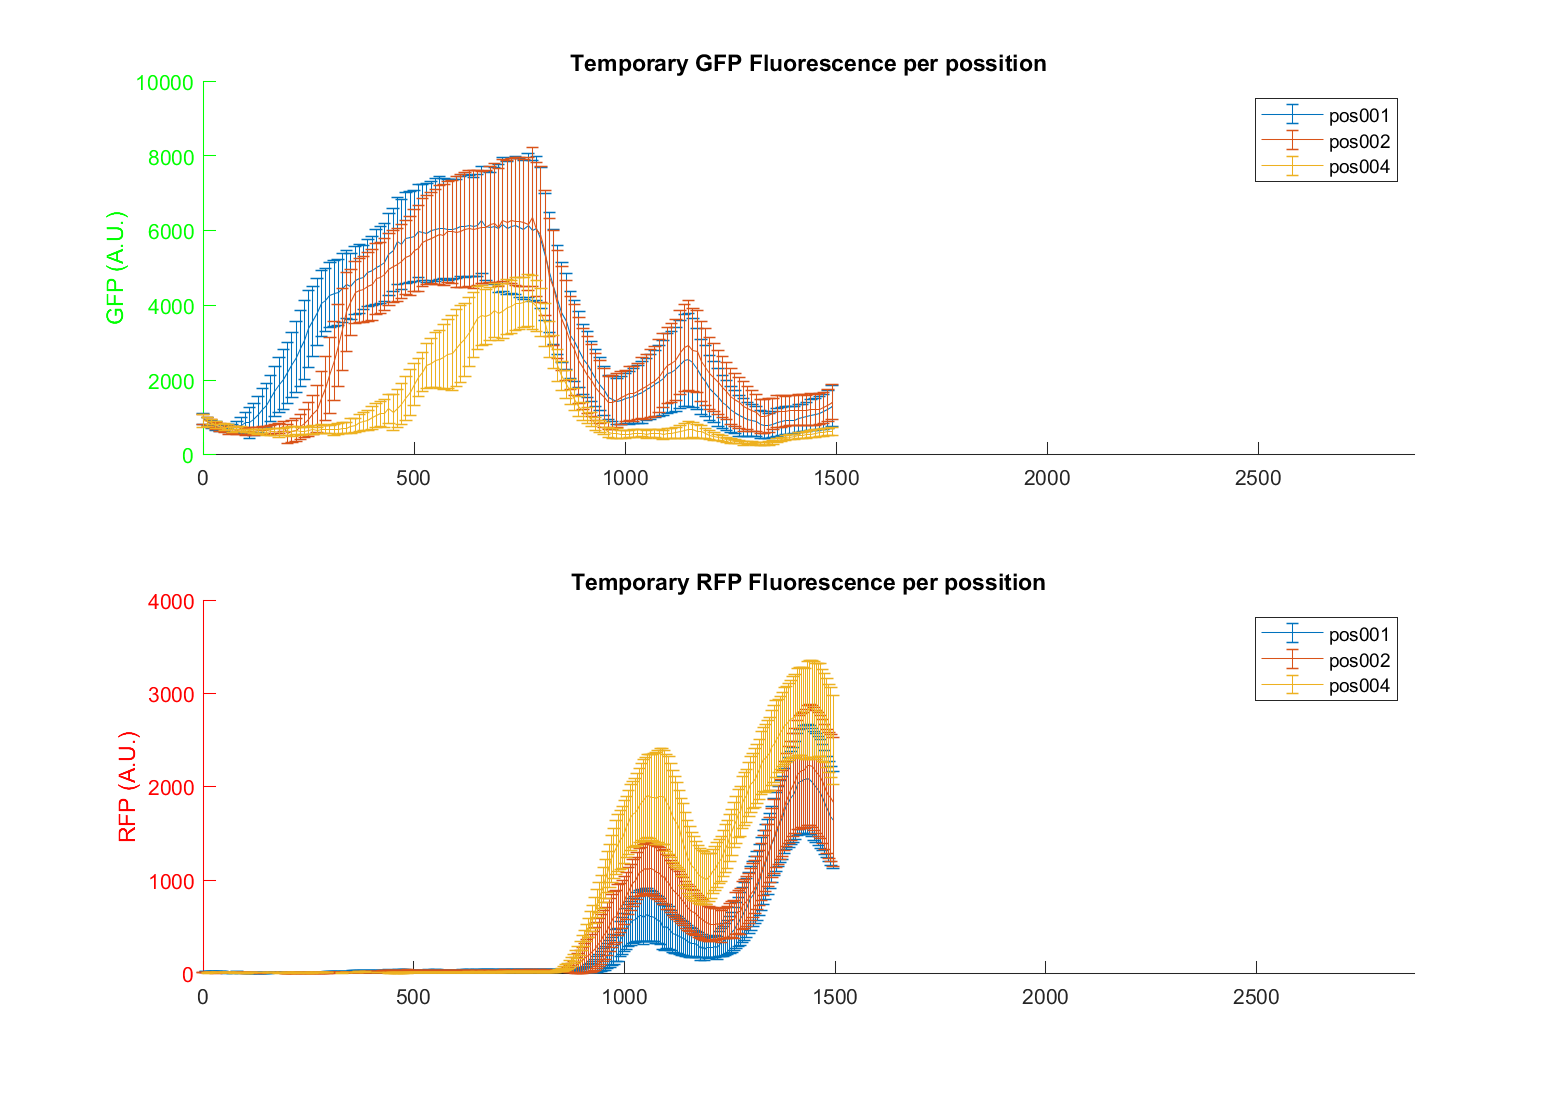 Temporary GFP Fluorescence per possition
10000
8000
6000
4000
2000
0
GFP (A.U.)
pos001
pos002
pos004
0 500 1000 1500 2000 2500
Temporary RFP Fluorescence per possition
4000
3000
2000
1000
0
RFP (A.U.)
pos001
pos002
pos004
0 500 1000 1500 2000 2500